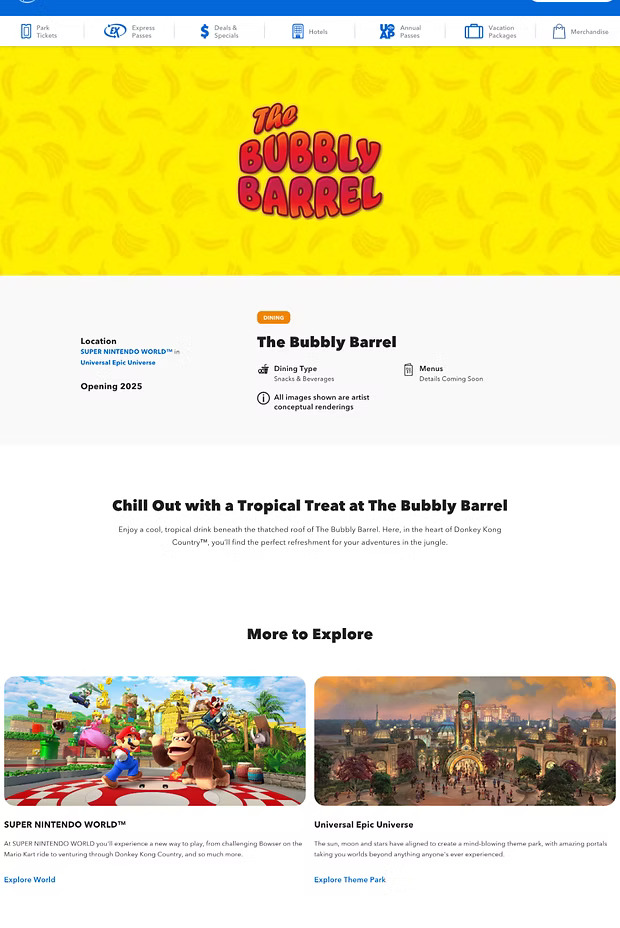 Park
Tickets
EX
Express
Passes
$
Deals &
Specials
Hotels
UO
AP
Annual
Passes
Vacation
Packages
Merchandise
The
BUBBLY
BARREL
DINING
Location
SUPER NINTENDO WORLD™ in
Universal Epic Universe
Opening 2025
The Bubbly Barrel
Dining Type
Snacks & Beverages
Menus
Details Coming Soon
All images shown are artist
conceptual renderings
Chill Out with a Tropical Treat at The Bubbly Barrel
Enjoy a cool, tropical drink beneath the thatched roof of The Bubbly Barrel. Here, in the heart of Donkey Kong
Country™, you'll find the perfect refreshment for your adventures in the jungle.
More to Explore
SUPER NINTENDO WORLD™
At SUPER NINTENDO WORLD you'll experience a new way to play, from challenging Bowser on the
Mario Kart ride to venturing through Donkey Kong Country, and so much more.
Explore World
Universal Epic Universe
The sun, moon and stars have aligned to create a mind-blowing theme park, with amazing portals
taking you worlds beyond anything anyone's ever experienced.
Explore Theme Park